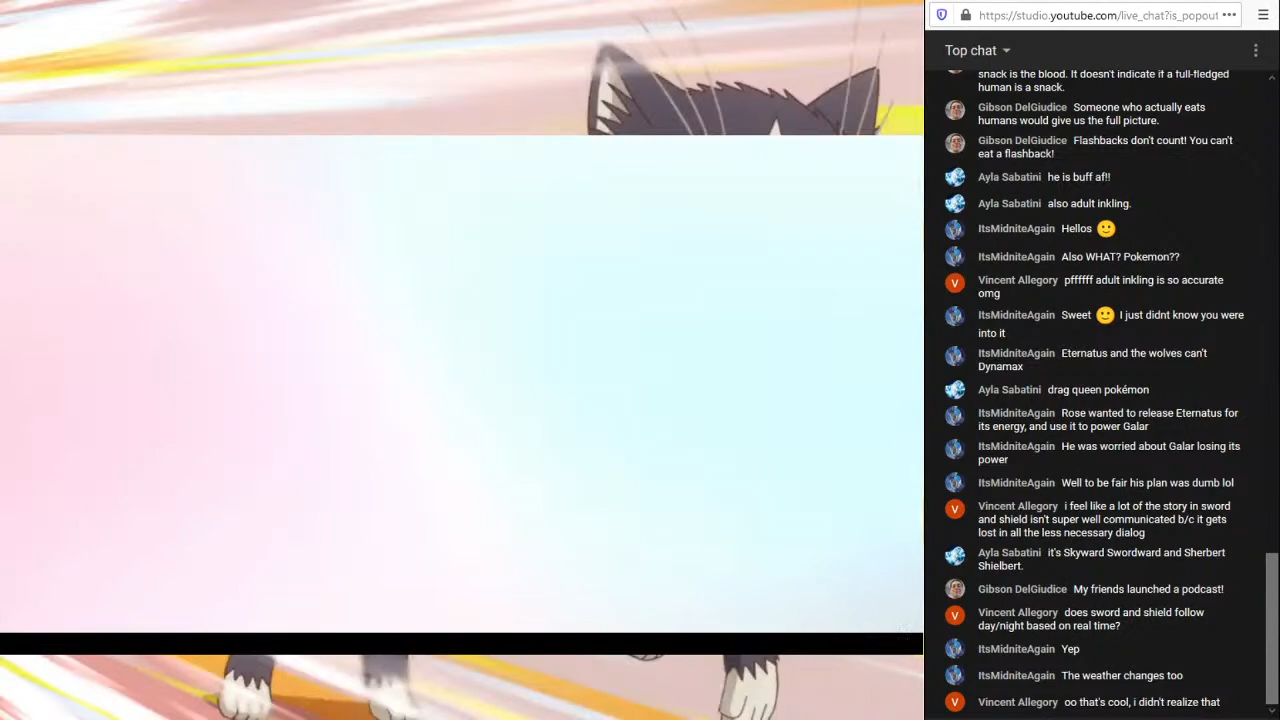 https://studio.youtube.com/live_chat?is_popout
Top chat
snack is the blood. It doesn't indicate if a full-fledged
human is a snack.
Gibson DelGiudice Someone who actually eats
humans would give us the full picture.
Gibson DelGiudice Flashbacks don't count! You can't
eat a flashback!
Ayla Sabatini he is buff af!!
Ayla Sabatini also adult inkling.
ItsMidniteAgain Hellos 🙂
ItsMidniteAgain Also WHAT? Pokemon??
V Vincent Allegory pffffff adult inkling is so accurate
omg
ItsMidniteAgain Sweet 🙂 I just didnt know you were
into it
ItsMidniteAgain Eternatus and the wolves can't
Dynamax
Ayla Sabatini drag queen pokémon
ItsMidniteAgain Rose wanted to release Eternatus for
its energy, and use it to power Galar
ItsMidniteAgain He was worried about Galar losing its
power
ItsMidniteAgain Well to be fair his plan was dumb lol
V Vincent Allegory i feel like a lot of the story in sword
and shield isn't super well communicated b/c it gets
lost in all the less necessary dialog
Ayla Sabatini it's Skyward Swordward and Sherbert
Shielbert.
Gibson DelGiudice My friends launched a podcast!
V Vincent Allegory does sword and shield follow
day/night based on real time?
ItsMidniteAgain Yep
ItsMidniteAgain The weather changes too
V Vincent Allegory oo that's cool, i didn't realize that